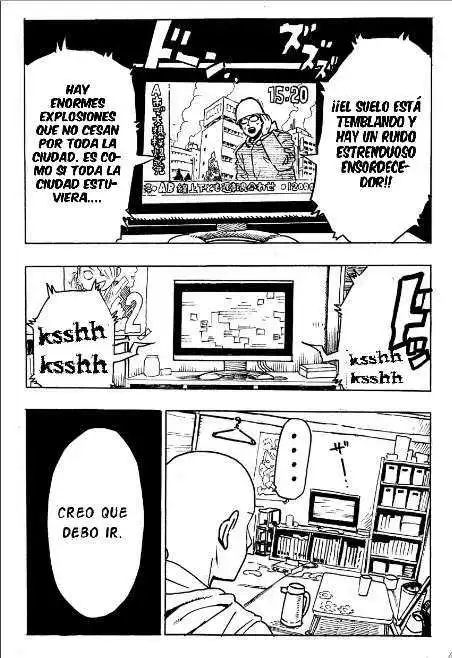 ¡¡EL SUELO ESTÁ
TEMBLANDO Y
HAY UN RUIDO
ESTRENDUOSO
ENSORDECE-
DOR!!
15:20
HAY
ENORMES
EXPLOSIONES
QUE NO CESAN
POR TODA LA
CIUDAD. ES CO-
MO SI TODA LA
CIUDAD ESTU-
VIERA....
ksshh
ksshh
ksshh
ksshh
CREO QUE
DEBO IR.